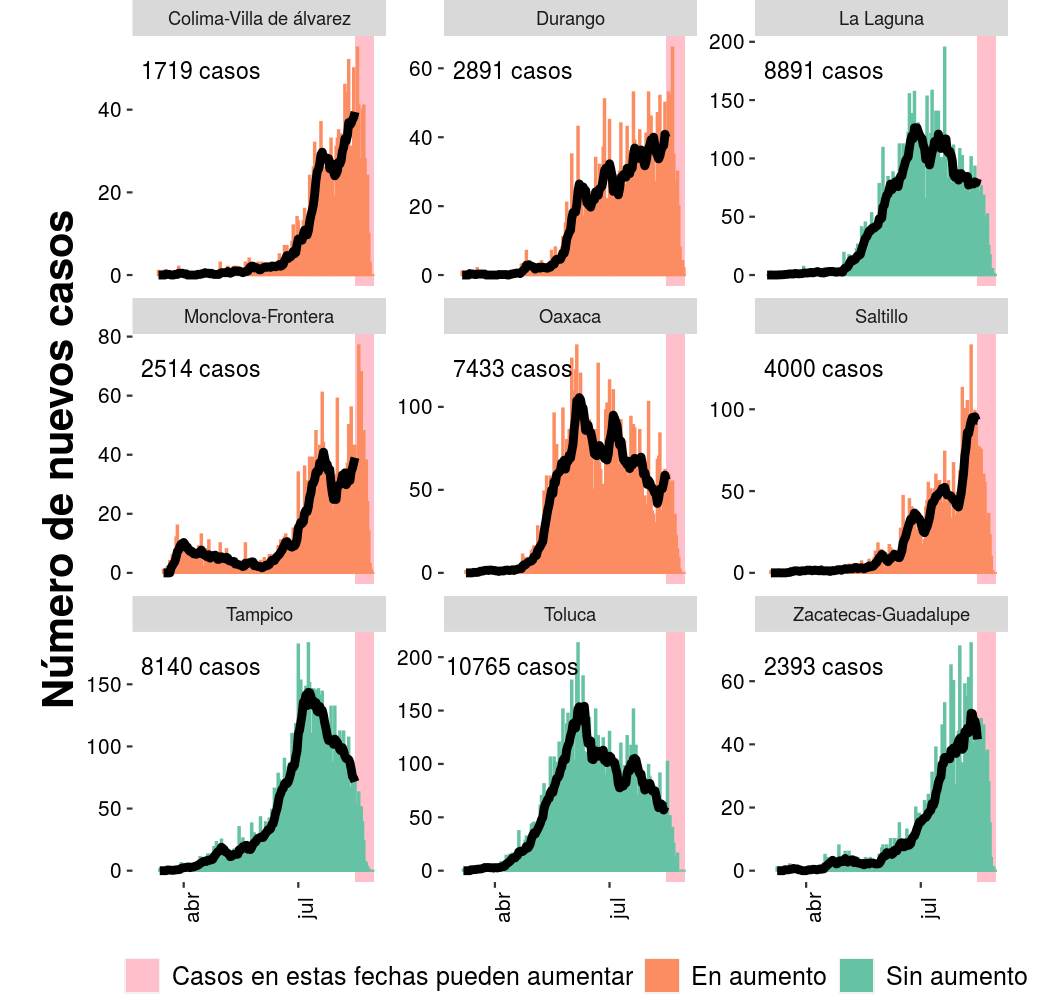 Número de nuevos casos
Colima-Villa de álvarez
1719 casos
40
20
0
Durango
2891 casos
60
40
20
0
La Laguna
8891 casos
200
150
100
50
0
Monclova-Frontera
2514 casos
80
60
40
20
0
Oaxaca
7433 casos
100
50
0
Saltillo
4000 casos
100
50
0
Tampico
8140 casos
150
100
50
0
abr
jul
Toluca
10765 casos
200
150
100
50
0
abr
jul
Zacatecas-Guadalupe
2393 casos
60
40
20
0
abr
jul
Casos en estas fechas pueden aumentar
En aumento
Sin aumento